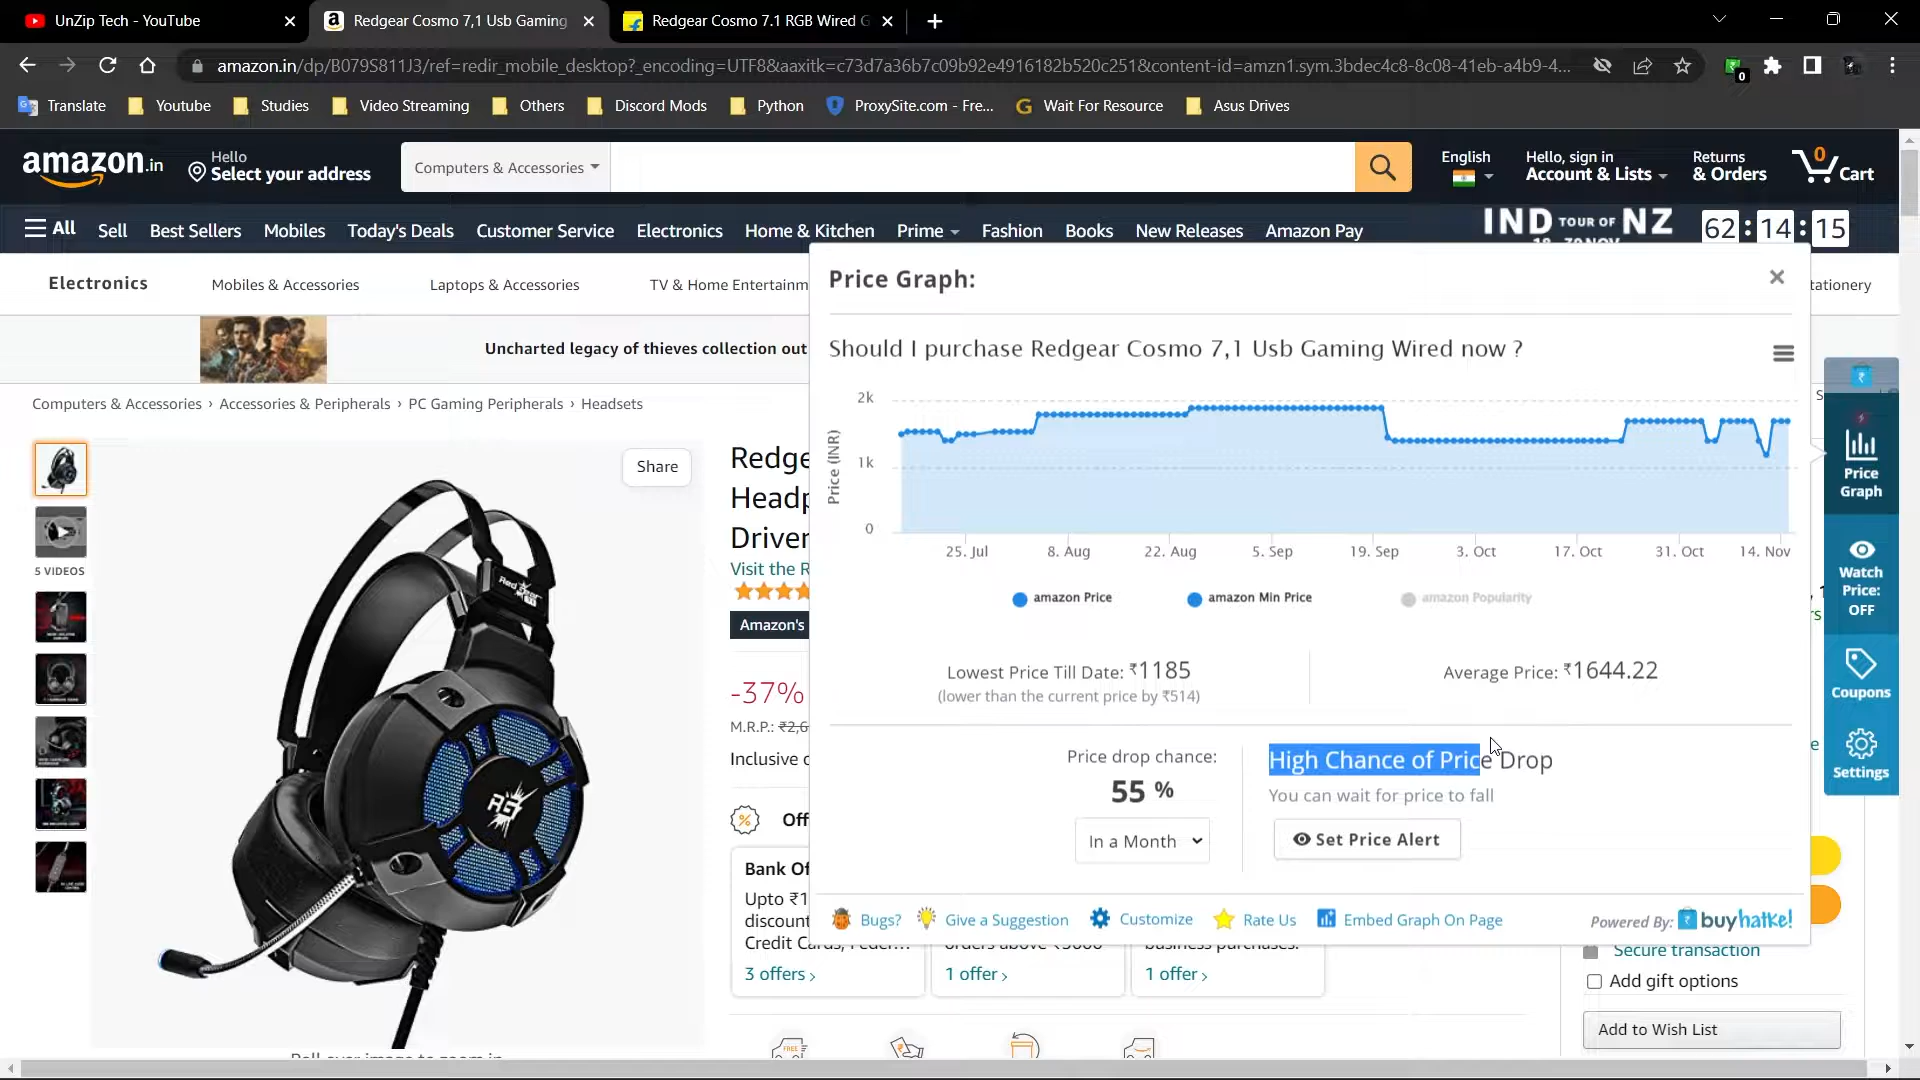 UnZip Tech - YouTube
Redgear Cosmo 7,1 Usb Gaming
Redgear Cosmo 7.1 RGB Wired G
amazon.in/dp/B079S811J3/ref=redir_mobile_desktop?_encoding=UTF8&aaxitk=c73d7a36b7c09b92e4916182b520c251&content-id=amzn1.sym.3bdec4c8-8c08-41eb-a4b9-4...
0
Translate Youtube Studies Video Streaming Others Discord Mods Python ProxySite.com - Fre... Wait For Resource Asus Drives
amazon.in
Hello
Select your address
Computers & Accessories
English
Hello, sign in
Account & Lists
Returns
& Orders
0
Cart
All Sell Best Sellers Mobiles Today's Deals Customer Service Electronics Home & Kitchen Prime Fashion Books New Releases Amazon Pay
IND TOUR OF NZ
62 : 14 : 15
Electronics Mobiles & Accessories Laptops & Accessories TV & Home Entertainm
tationery
Uncharted legacy of thieves collection out
Computers & Accessories › Accessories & Peripherals › PC Gaming Peripherals › Headsets
5 VIDEOS
Share
RG
Redge
Headp
Driver
Visit the R
Amazon's
-37%
M.R.P.: ₹2,6
Inclusive o
Off
Bank Of
Upto ₹1
discount
Credit Cards, Feder...
3 offers ›
1 offer ›
business purchases.
1 offer ›
FREE
Price Graph:
Should I purchase Redgear Cosmo 7,1 Usb Gaming Wired now ?
Price (INR)
2k
1k
0
25. Jul 8. Aug 22. Aug 5. Sep 19. Sep 3. Oct 17. Oct 31. Oct 14. Nov
amazon Price amazon Min Price amazon Popularity
Lowest Price Till Date: ₹1185
(lower than the current price by ₹514)
Average Price: ₹1644.22
Price drop chance:
55 %
In a Month
High Chance of Price Drop
You can wait for price to fall
Set Price Alert
Bugs? Give a Suggestion Customize Rate Us Embed Graph On Page
Powered By: buyhatke!
Price
Graph
Watch
Price:
OFF
Coupons
Settings
Secure transaction
Add gift options
Add to Wish List